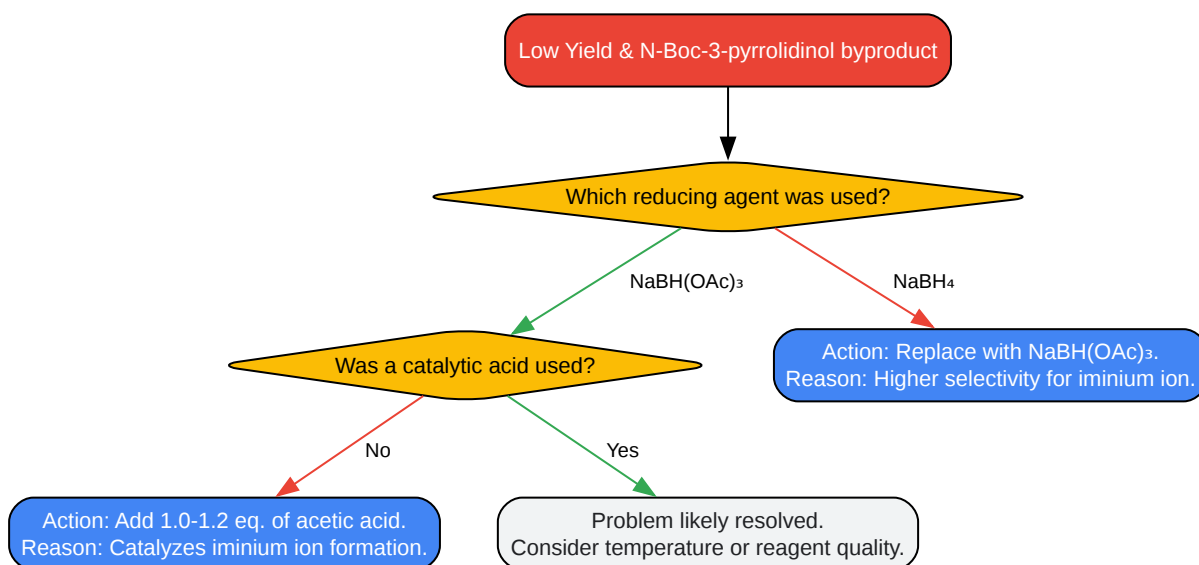 Low Yield & N-Boc-3-pyrrolidinol byproduct
Which reducing agent was used?
NaBH(OAc)₃
NaBH₄
Was a catalytic acid used?
Action: Replace with NaBH(OAc)₃.
Reason: Higher selectivity for iminium ion.
No
Yes
Action: Add 1.0-1.2 eq. of acetic acid.
Reason: Catalyzes iminium ion formation.
Problem likely resolved.
Consider temperature or reagent quality.